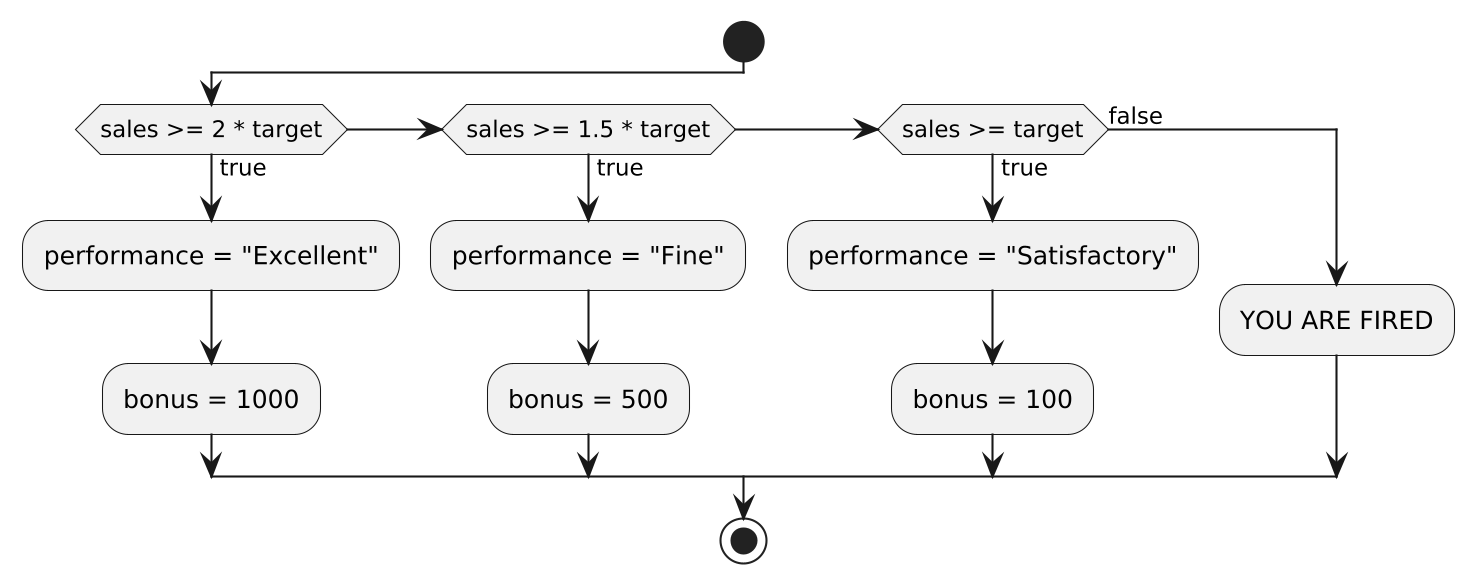 sales >= 2 * target
true
performance = "Excellent"
bonus = 1000
sales >= 1.5 * target
true
performance = "Fine"
bonus = 500
sales >= target
true
performance = "Satisfactory"
bonus = 100
false
YOU ARE FIRED